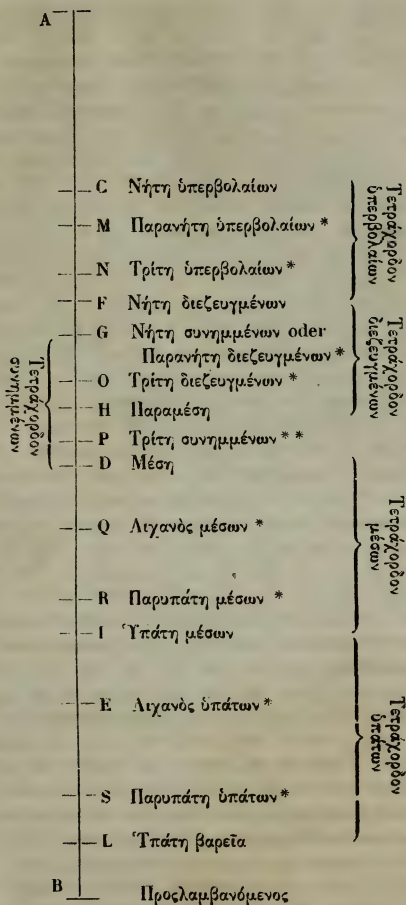 A
C Νήτη ὑπερβολαίων
M Παρανήτη ὑπερβολαίων *
N Τρίτη ὑπερβολαίων *
F Νήτη διεζευγμένων
G Νήτη συνημμένων oder
Παρανήτη διεζευγμένων *
O Τρίτη διεζευγμένων *
H Παραμέση
P Τρίτη συνημμένων * *
D Μέση
Q Λιχανὸς μέσων *
R Παρυπάτη μέσων *
I Ὑπάτη μέσων
E Λιχανὸς ὑπάτων *
S Παρυπάτη ὑπάτων *
L Ὑπάτη βαρεῖα
B
Προςλαμβανόμενος
Τετράχορδον
συνημμένων
Τετράχορδον
ὑπερβολαίων
Τετράχορδον
διεζευγμένων
Τετράχορδον
μέσων
Τετράχορδον
ὑπάτων